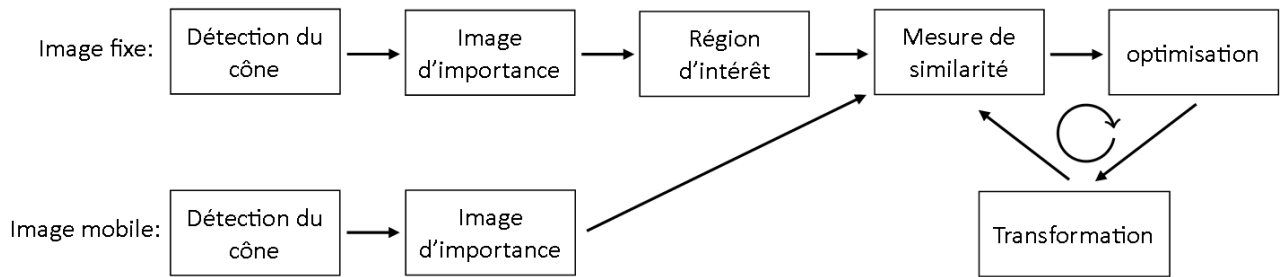 Image fixe:
Détection du
cône
Image
d’importance
Région
d’intérêt
Mesure de
similarité
optimisation
Image mobile:
Détection du
cône
Image
d’importance
Transformation